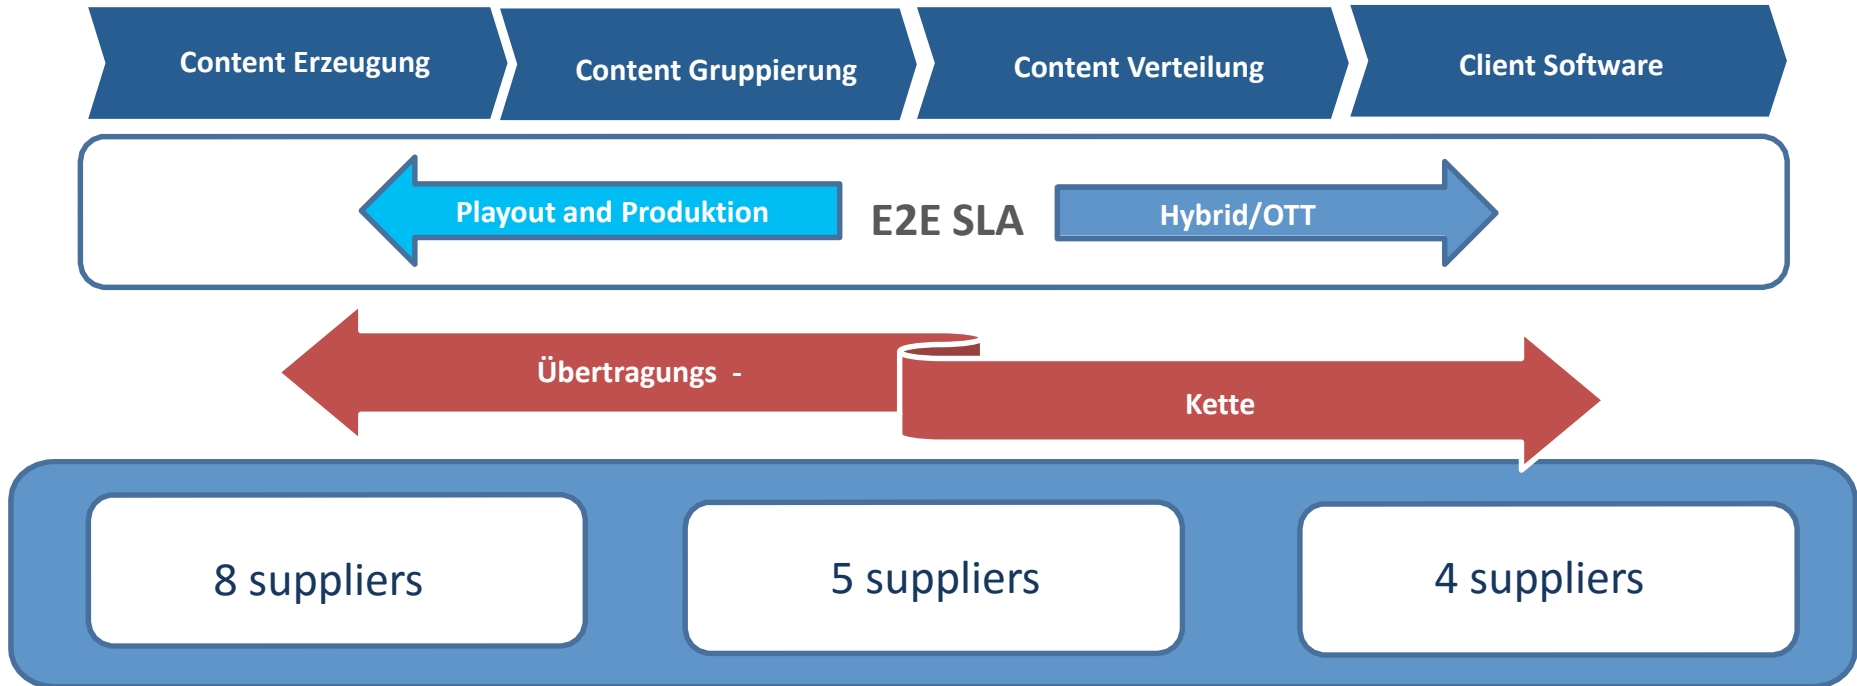 Content Erzeugung
Content Gruppierung
Content Verteilung
Client Software
Playout and Produktion
E2E SLA
Hybrid/OTT
Übertragungs -
Kette
8 suppliers
5 suppliers
4 suppliers